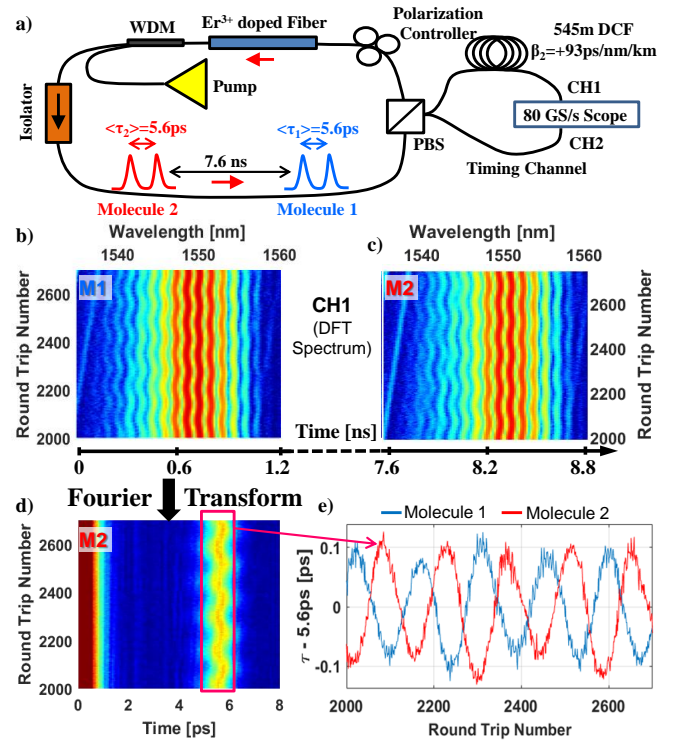 a)
WDM
Er³⁺ doped Fiber
Polarization
Controller
545m DCF
β₂=+93ps/nm/km
Isolator
Pump
CH1
80 GS/s Scope
CH2
PBS
Timing Channel
<τ₂>=5.6ps
<τ₁>=5.6ps
7.6 ns
Molecule 2
Molecule 1
b)
Wavelength [nm]
1540 1550 1560
M1
Round Trip Number
2600
2400
2200
2000
0 0.6 1.2
CH1
(DFT
Spectrum)
Time [ns]
c)
Wavelength [nm]
1540 1550 1560
M2
Round Trip Number
2600
2400
2200
2000
7.6 8.2 8.8
Fourier Transform
d)
M2
Round Trip Number
2600
2400
2200
2000
0 2 4 6 8
Time [ps]
e)
Molecule 1 Molecule 2
τ - 5.6ps [ps]
0.1
0
-0.1
2000 2200 2400 2600
Round Trip Number